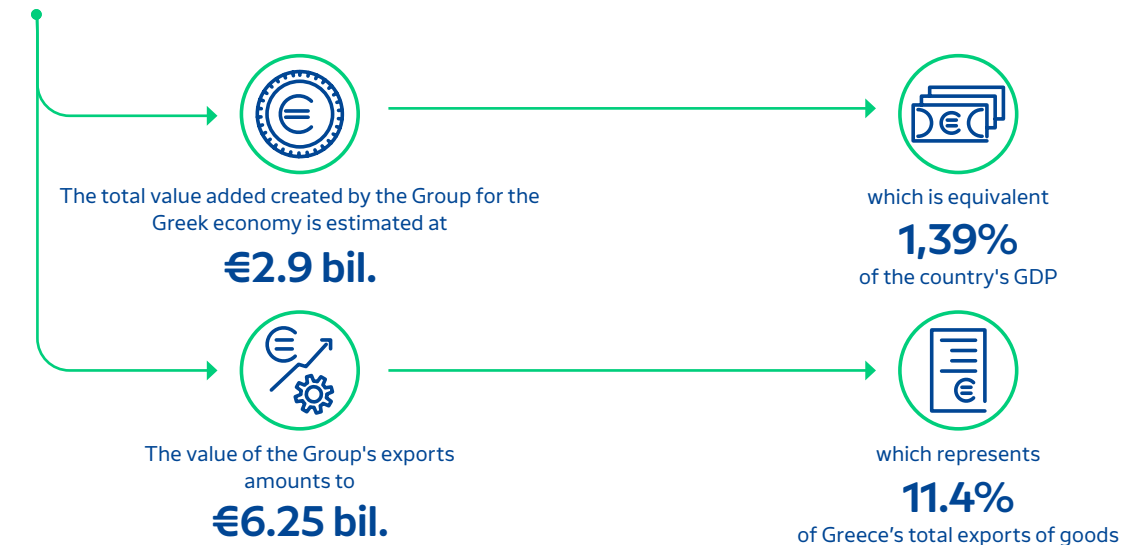 The total value added created by the Group for the
Greek economy is estimated at
€2.9 bil.
which is equivalent
1,39%
of the country's GDP
The value of the Group's exports
amounts to
€6.25 bil.
which represents
11.4%
of Greece’s total exports of goods